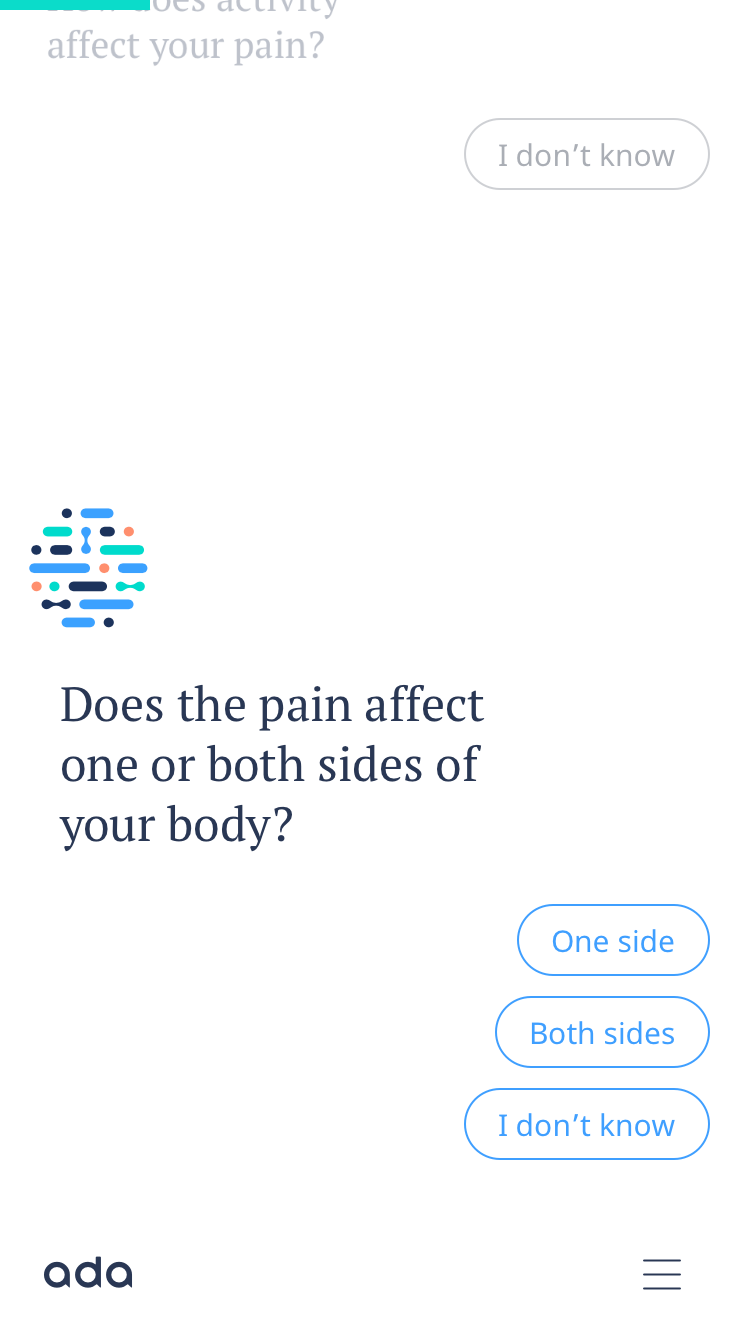 How does activity
affect your pain?
I don’t know
Does the pain affect
one or both sides of
your body?
One side
Both sides
I don’t know
ada